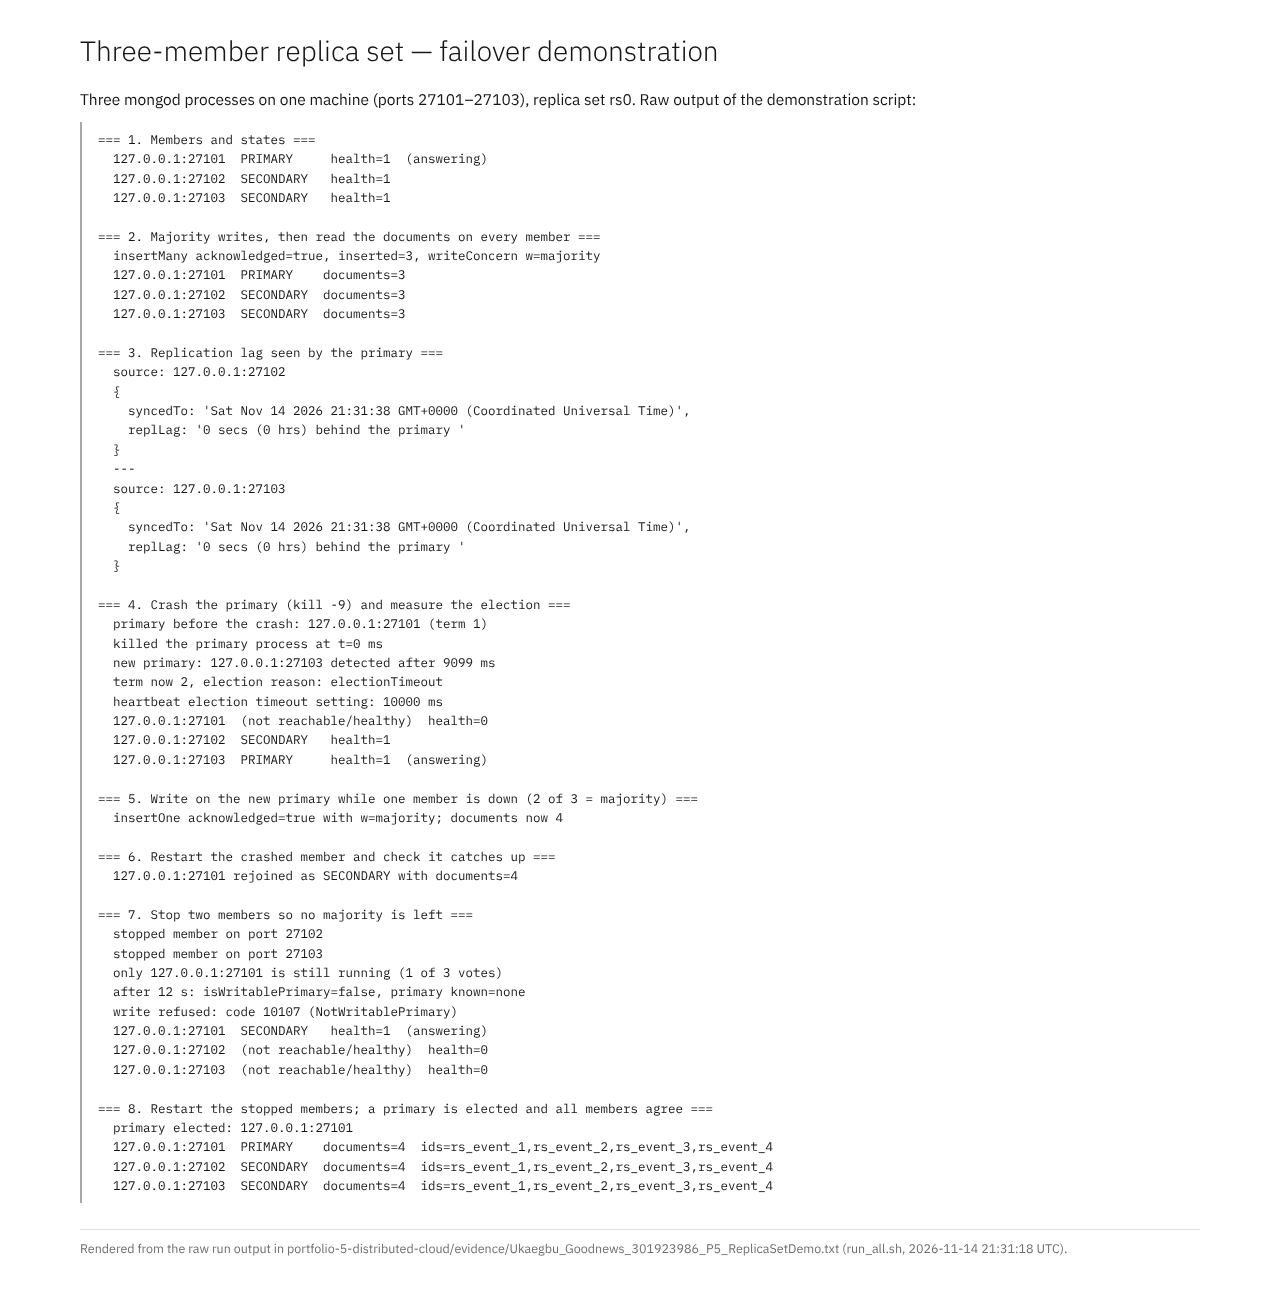 Three-member replica set — failover demonstration
Three mongod processes on one machine (ports 27101–27103), replica set rs0. Raw output of the demonstration script:
=== 1. Members and states ===
  127.0.0.1:27101  PRIMARY     health=1  (answering)
  127.0.0.1:27102  SECONDARY   health=1
  127.0.0.1:27103  SECONDARY   health=1

=== 2. Majority writes, then read the documents on every member ===
  insertMany acknowledged=true, inserted=3, writeConcern w=majority
  127.0.0.1:27101  PRIMARY    documents=3
  127.0.0.1:27102  SECONDARY  documents=3
  127.0.0.1:27103  SECONDARY  documents=3

=== 3. Replication lag seen by the primary ===
  source: 127.0.0.1:27102
  {
    syncedTo: 'Sat Nov 14 2026 21:31:38 GMT+0000 (Coordinated Universal Time)',
    replLag: '0 secs (0 hrs) behind the primary '
  }
  ---
  source: 127.0.0.1:27103
  {
    syncedTo: 'Sat Nov 14 2026 21:31:38 GMT+0000 (Coordinated Universal Time)',
    replLag: '0 secs (0 hrs) behind the primary '
  }

=== 4. Crash the primary (kill -9) and measure the election ===
  primary before the crash: 127.0.0.1:27101 (term 1)
  killed the primary process at t=0 ms
  new primary: 127.0.0.1:27103 detected after 9099 ms
  term now 2, election reason: electionTimeout
  heartbeat election timeout setting: 10000 ms
  127.0.0.1:27101  (not reachable/healthy)  health=0
  127.0.0.1:27102  SECONDARY   health=1
  127.0.0.1:27103  PRIMARY     health=1  (answering)

=== 5. Write on the new primary while one member is down (2 of 3 = majority) ===
  insertOne acknowledged=true with w=majority; documents now 4

=== 6. Restart the crashed member and check it catches up ===
  127.0.0.1:27101 rejoined as SECONDARY with documents=4

=== 7. Stop two members so no majority is left ===
  stopped member on port 27102
  stopped member on port 27103
  only 127.0.0.1:27101 is still running (1 of 3 votes)
  after 12 s: isWritablePrimary=false, primary known=none
  write refused: code 10107 (NotWritablePrimary)
  127.0.0.1:27101  SECONDARY   health=1  (answering)
  127.0.0.1:27102  (not reachable/healthy)  health=0
  127.0.0.1:27103  (not reachable/healthy)  health=0

=== 8. Restart the stopped members; a primary is elected and all members agree ===
  primary elected: 127.0.0.1:27101
  127.0.0.1:27101  PRIMARY    documents=4  ids=rs_event_1,rs_event_2,rs_event_3,rs_event_4
  127.0.0.1:27102  SECONDARY  documents=4  ids=rs_event_1,rs_event_2,rs_event_3,rs_event_4
  127.0.0.1:27103  SECONDARY  documents=4  ids=rs_event_1,rs_event_2,rs_event_3,rs_event_4
Rendered from the raw run output in portfolio-5-distributed-cloud/evidence/Ukaegbu_Goodnews_301923986_P5_ReplicaSetDemo.txt (run_all.sh, 2026-11-14 21:31:18 UTC).